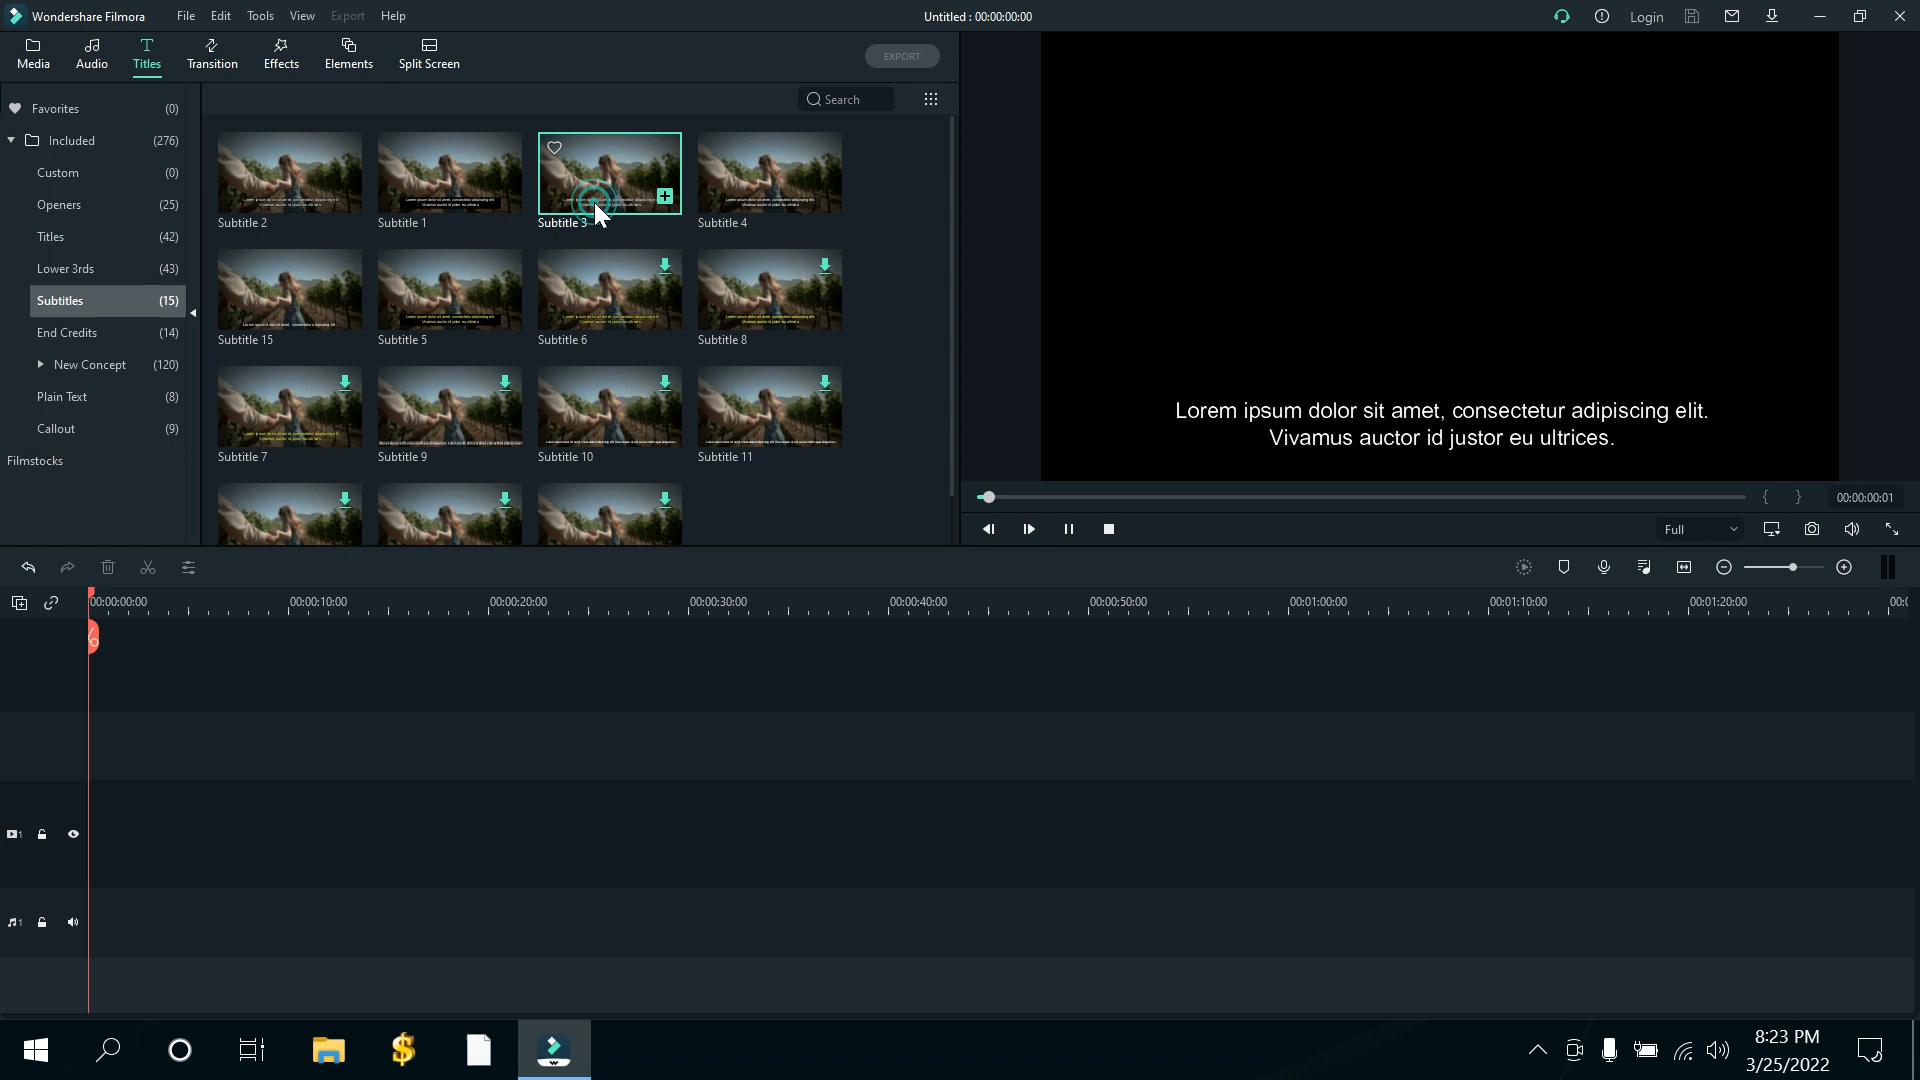 Wondershare Filmora
File Edit Tools View Export Help
Untitled : 00:00:00:00
Login
Media Audio Titles Transition Effects Elements Split Screen
EXPORT
Search
Favorites (0)
Included (276)
Custom (0)
Openers (25)
Titles (42)
Lower 3rds (43)
Subtitles (15)
End Credits (14)
New Concept (120)
Plain Text (8)
Callout (9)
Filmstocks
Subtitle 2 Subtitle 1 Subtitle 3 Subtitle 4
Subtitle 15 Subtitle 5 Subtitle 6 Subtitle 8
Subtitle 7 Subtitle 9 Subtitle 10 Subtitle 11
Lorem ipsum dolor sit amet, consectetur adipiscing elit.
Vivamus auctor id justor eu ultrices.
{ } 00:00:00:01
Full
00:00:00:00 00:00:10:00 00:00:20:00 00:00:30:00 00:00:40:00 00:00:50:00 00:01:00:00 00:01:10:00 00:01:20:00
1
1
8:23 PM
3/25/2022